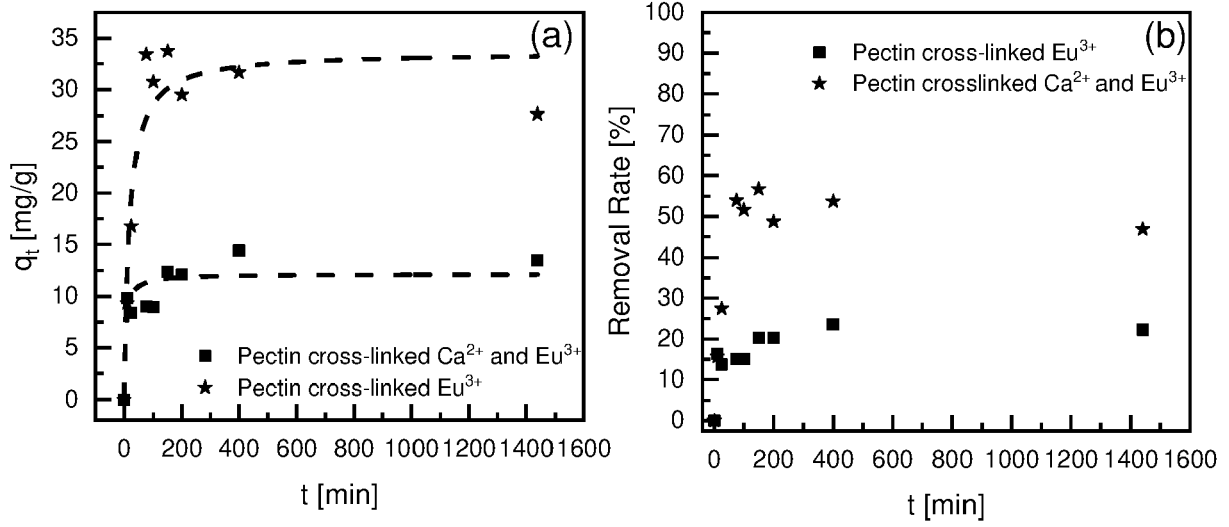 (a)
35
30
25
20
15
10
5
0
qt [mg/g]
Pectin cross-linked Ca²⁺ and Eu³⁺
Pectin cross-linked Eu³⁺
0 200 400 600 800 1000 1200 1400 1600
t [min]
(b)
100
90
80
70
60
50
40
30
20
10
0
Removal Rate [%]
Pectin cross-linked Eu³⁺
Pectin crosslinked Ca²⁺ and Eu³⁺
0 200 400 600 800 1000 1200 1400 1600
t [min]